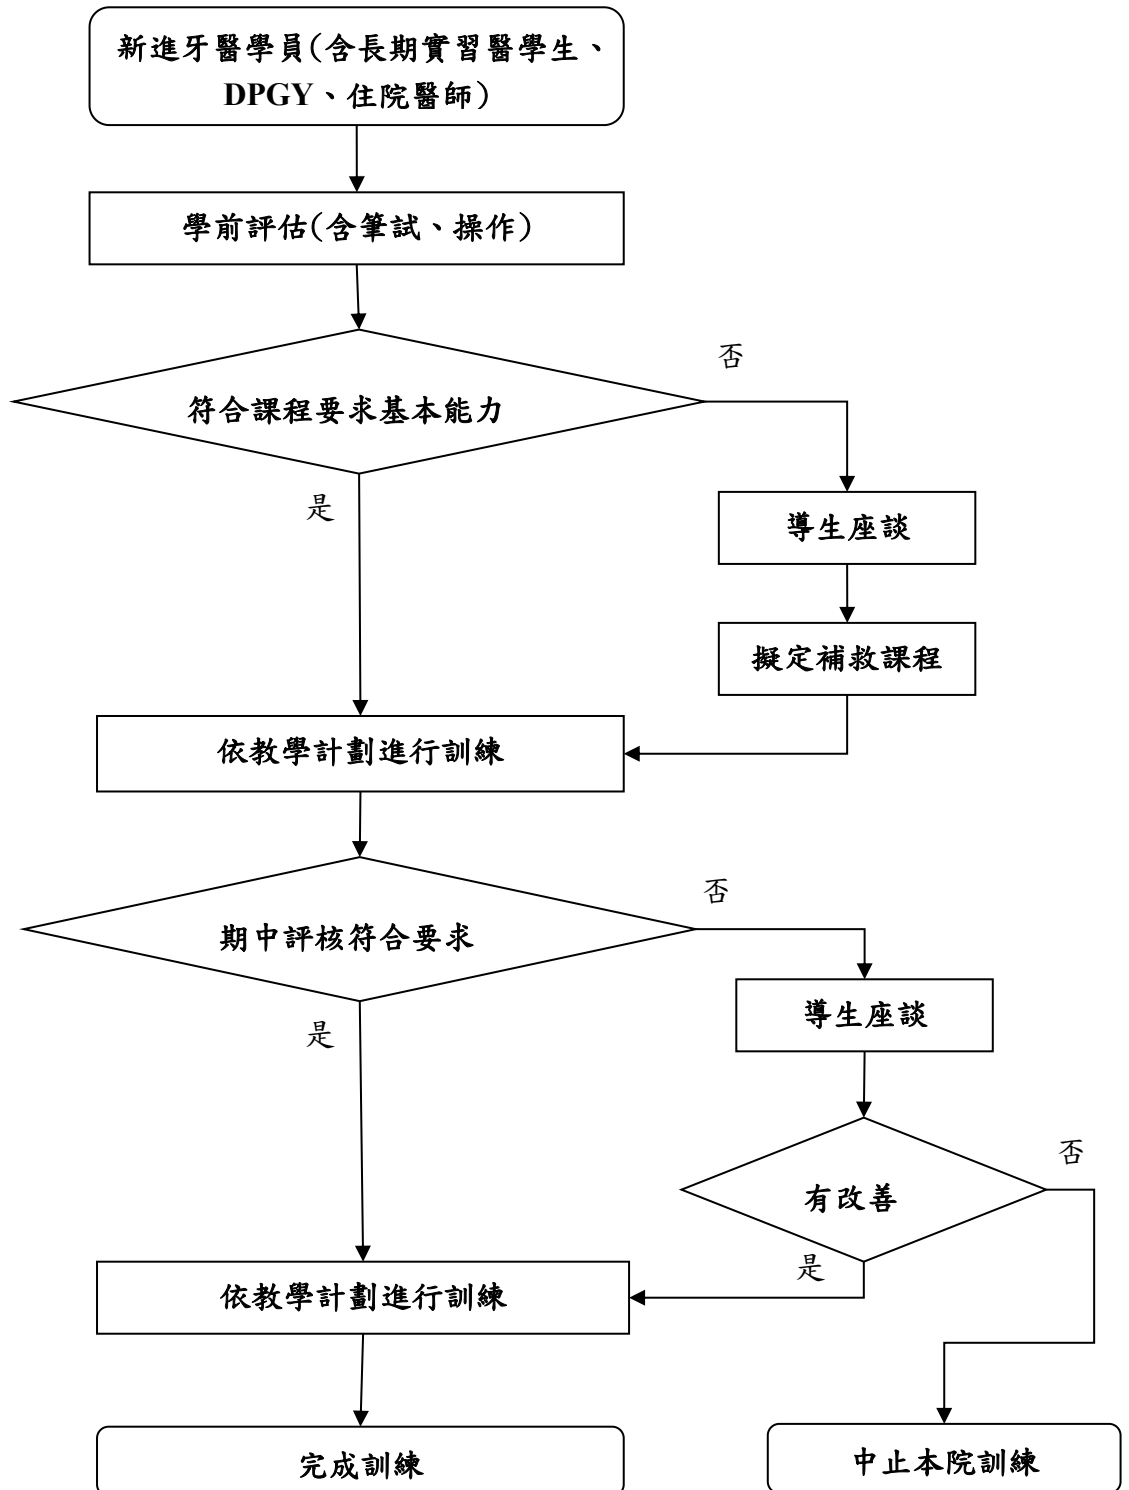 新進牙醫學員(含長期實習醫學生、
DPGY、住院醫師)
學前評估(含筆試、操作)
符合課程要求基本能力
否
是
導生座談
擬定補救課程
依教學計劃進行訓練
期中評核符合要求
否
是
導生座談
有改善
否
是
依教學計劃進行訓練
完成訓練
中止本院訓練